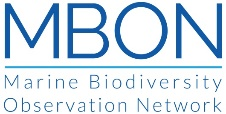 MBON
Marine Biodiversity
Observation Network